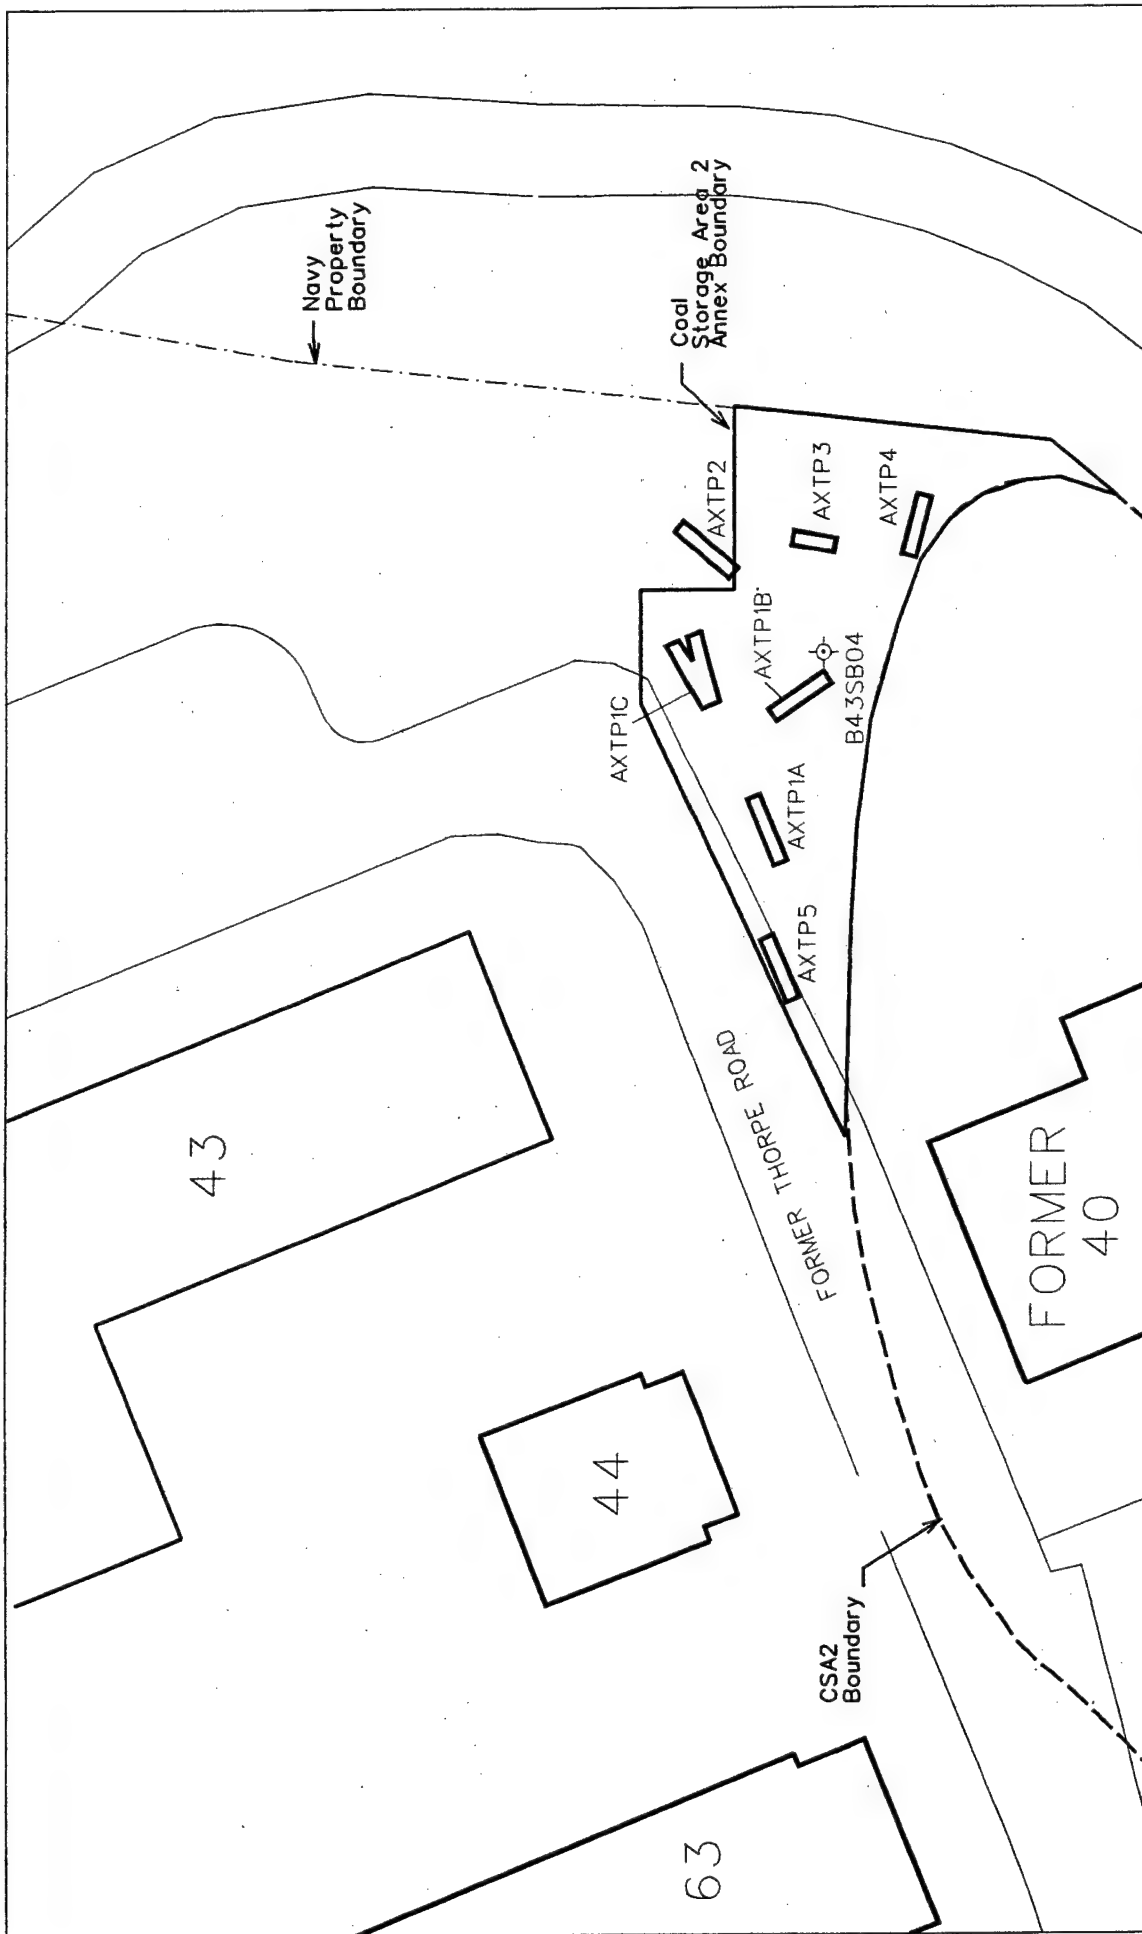 Navy
Property
Boundary
Coal
Storage Area 2
Annex Boundary
AXTP2
AXTP3
AXTP4
AXTP1B
AXTP1C
B43SB04
AXTP1A
AXTP5
FORMER THORPE ROAD
43
44
FORMER
40
CSA2
Boundary
63